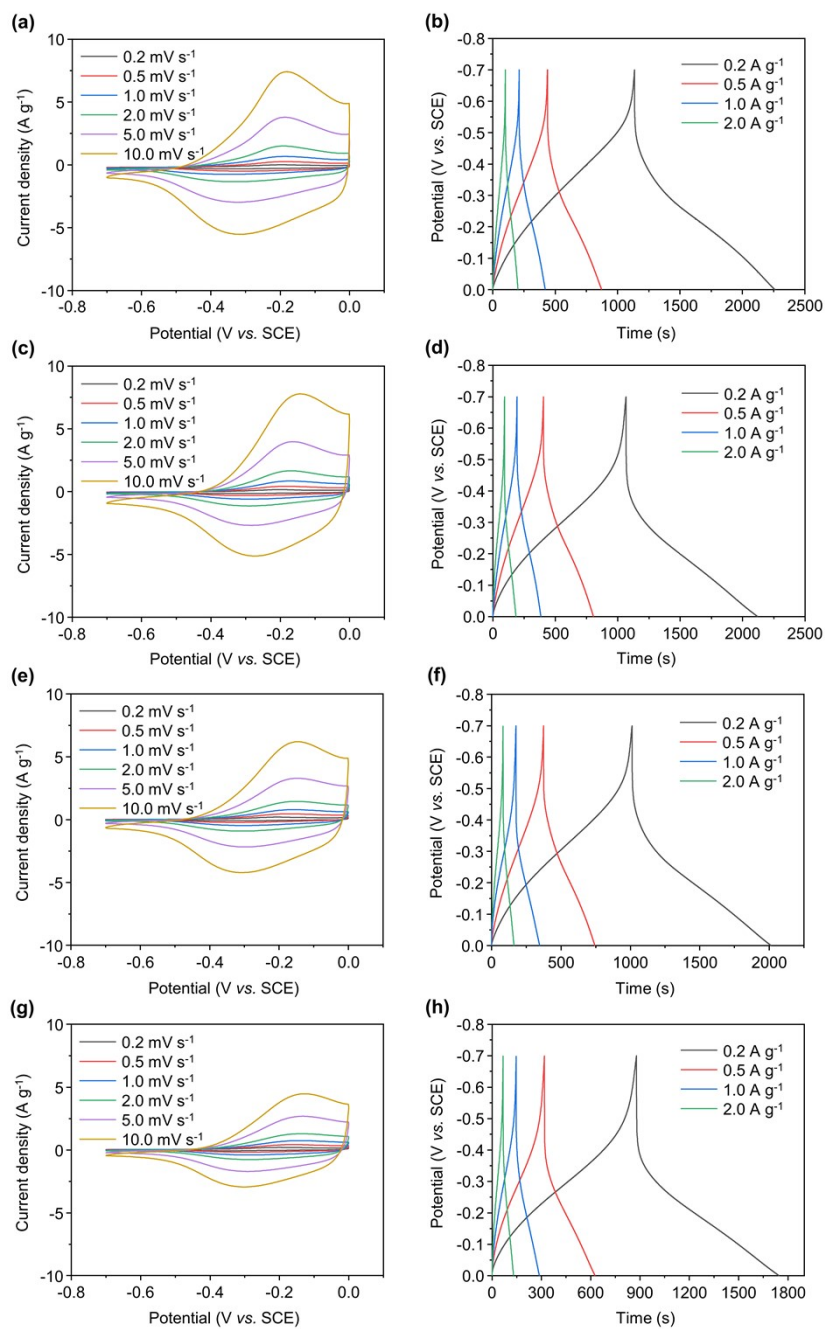 (a)
10
5
0
-5
-10
Current density (A g⁻¹)
0.2 mV s⁻¹
0.5 mV s⁻¹
1.0 mV s⁻¹
2.0 mV s⁻¹
5.0 mV s⁻¹
10.0 mV s⁻¹
-0.8 -0.6 -0.4 -0.2 0.0
Potential (V vs. SCE)
(b)
-0.8
-0.7
-0.6
-0.5
-0.4
-0.3
-0.2
-0.1
0.0
Potential (V vs. SCE)
0.2 A g⁻¹
0.5 A g⁻¹
1.0 A g⁻¹
2.0 A g⁻¹
0 500 1000 1500 2000 2500
Time (s)
(c)
10
5
0
-5
-10
Current density (A g⁻¹)
0.2 mV s⁻¹
0.5 mV s⁻¹
1.0 mV s⁻¹
2.0 mV s⁻¹
5.0 mV s⁻¹
10.0 mV s⁻¹
-0.8 -0.6 -0.4 -0.2 0.0
Potential (V vs. SCE)
(d)
-0.8
-0.7
-0.6
-0.5
-0.4
-0.3
-0.2
-0.1
0.0
Potential (V vs. SCE)
0.2 A g⁻¹
0.5 A g⁻¹
1.0 A g⁻¹
2.0 A g⁻¹
0 500 1000 1500 2000 2500
Time (s)
(e)
10
5
0
-5
-10
Current density (A g⁻¹)
0.2 mV s⁻¹
0.5 mV s⁻¹
1.0 mV s⁻¹
2.0 mV s⁻¹
5.0 mV s⁻¹
10.0 mV s⁻¹
-0.8 -0.6 -0.4 -0.2 0.0
Potential (V vs. SCE)
(f)
-0.8
-0.7
-0.6
-0.5
-0.4
-0.3
-0.2
-0.1
0.0
Potential (V vs. SCE)
0.2 A g⁻¹
0.5 A g⁻¹
1.0 A g⁻¹
2.0 A g⁻¹
0 500 1000 1500 2000
Time (s)
(g)
10
5
0
-5
-10
Current density (A g⁻¹)
0.2 mV s⁻¹
0.5 mV s⁻¹
1.0 mV s⁻¹
2.0 mV s⁻¹
5.0 mV s⁻¹
10.0 mV s⁻¹
-0.8 -0.6 -0.4 -0.2 0.0
Potential (V vs. SCE)
(h)
-0.8
-0.7
-0.6
-0.5
-0.4
-0.3
-0.2
-0.1
0.0
Potential (V vs. SCE)
0.2 A g⁻¹
0.5 A g⁻¹
1.0 A g⁻¹
2.0 A g⁻¹
0 300 600 900 1200 1500 1800
Time (s)